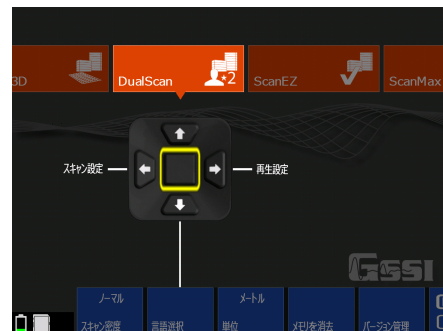 3D
DualScan
×2
ScanEZ
ScanMax
スキャン設定
再生設定
GSSI
ノーマル
スキャン密度
言語選択
メートル
単位
メモリを消去
バージョン管理